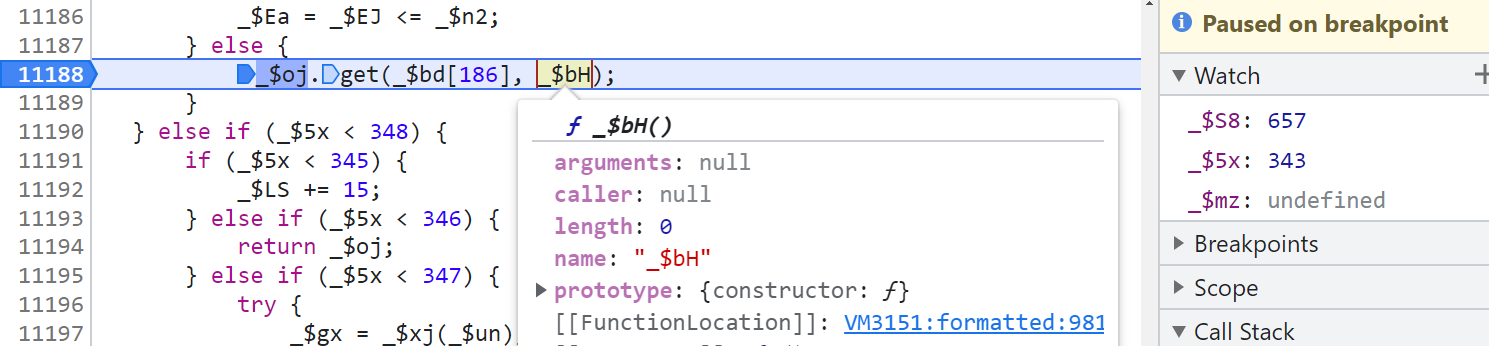 11186 _$Ea = _$EJ <= _$n2;
11187 } else {
11188 _$oj.get(_$bd[186], _$bH);
11189 }
11190 } else if (_$5x < 348) {
11191 if (_$5x < 345) {
11192 _$LS += 15;
11193 } else if (_$5x < 346) {
11194 return _$oj;
11195 } else if (_$5x < 347) {
11196 try {
11197 _$gx = _$xj(_$un)
ƒ _$bH()
arguments: null
caller: null
length: 0
name: "_$bH"
prototype: {constructor: ƒ}
[[FunctionLocation]]: VM3151:formatted:981
Paused on breakpoint
Watch
_$S8: 657
_$5x: 343
_$mz: undefined
Breakpoints
Scope
Call Stack